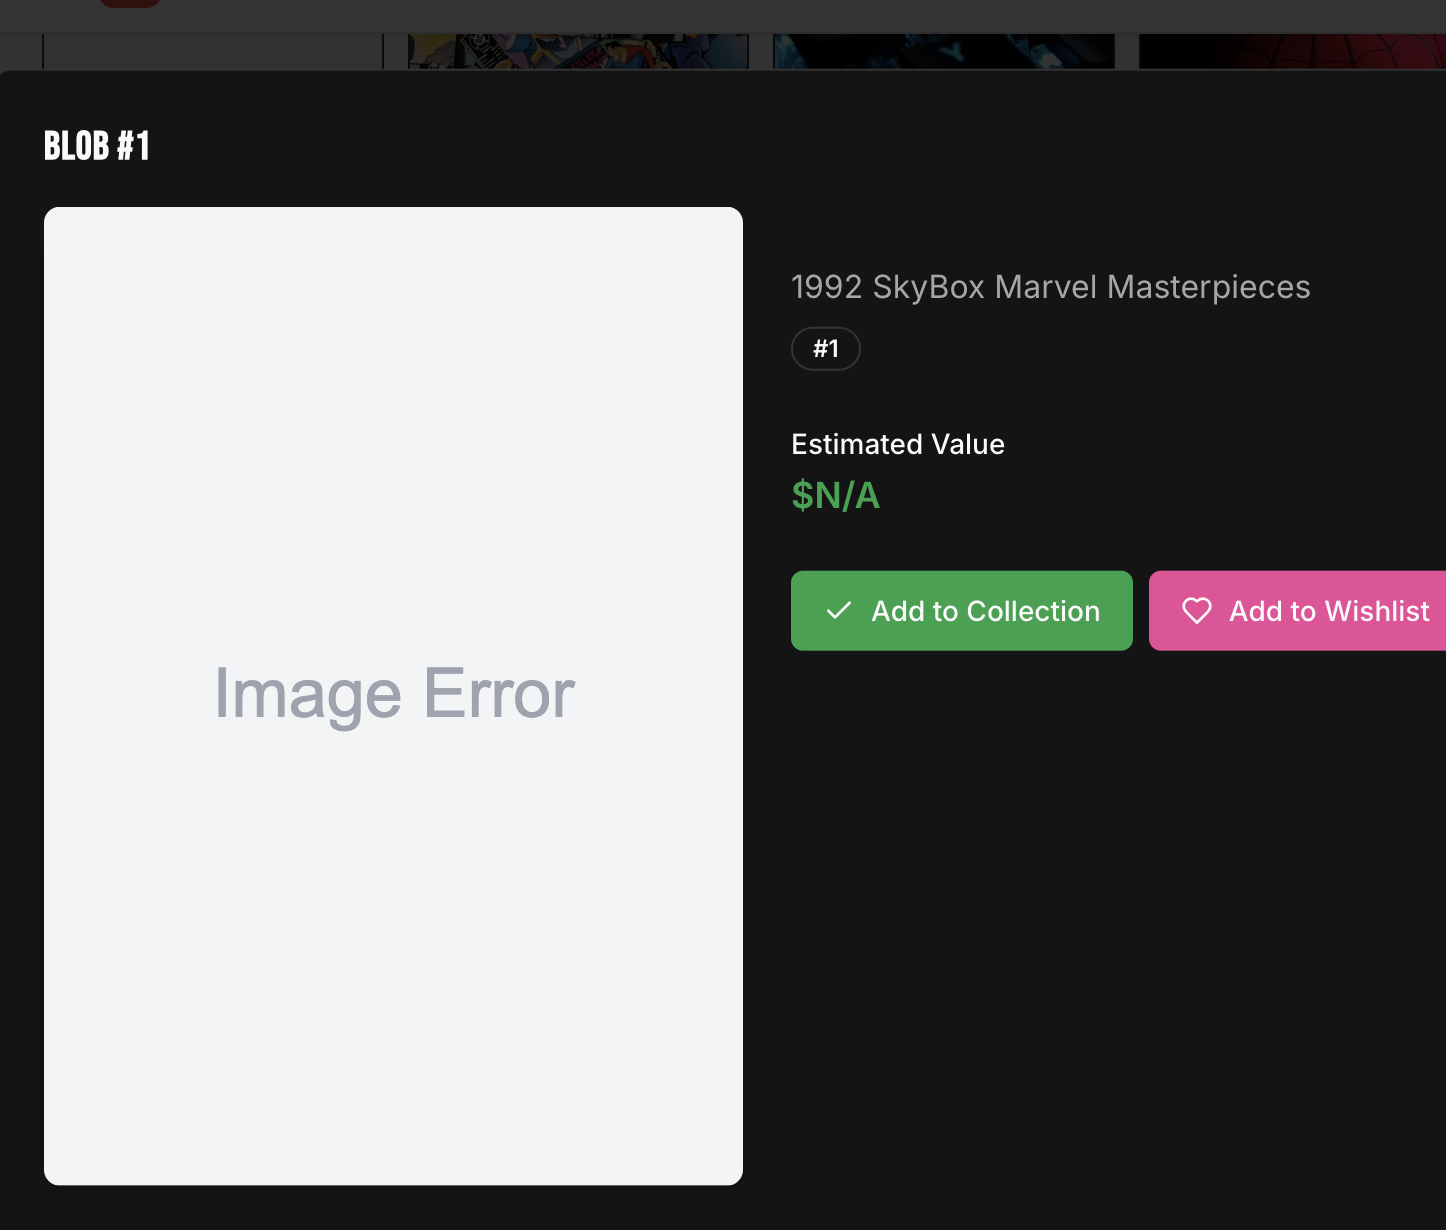 BLOB #1
1992 SkyBox Marvel Masterpieces
#1
Estimated Value
$N/A
Add to Collection
Add to Wishlist
Image Error